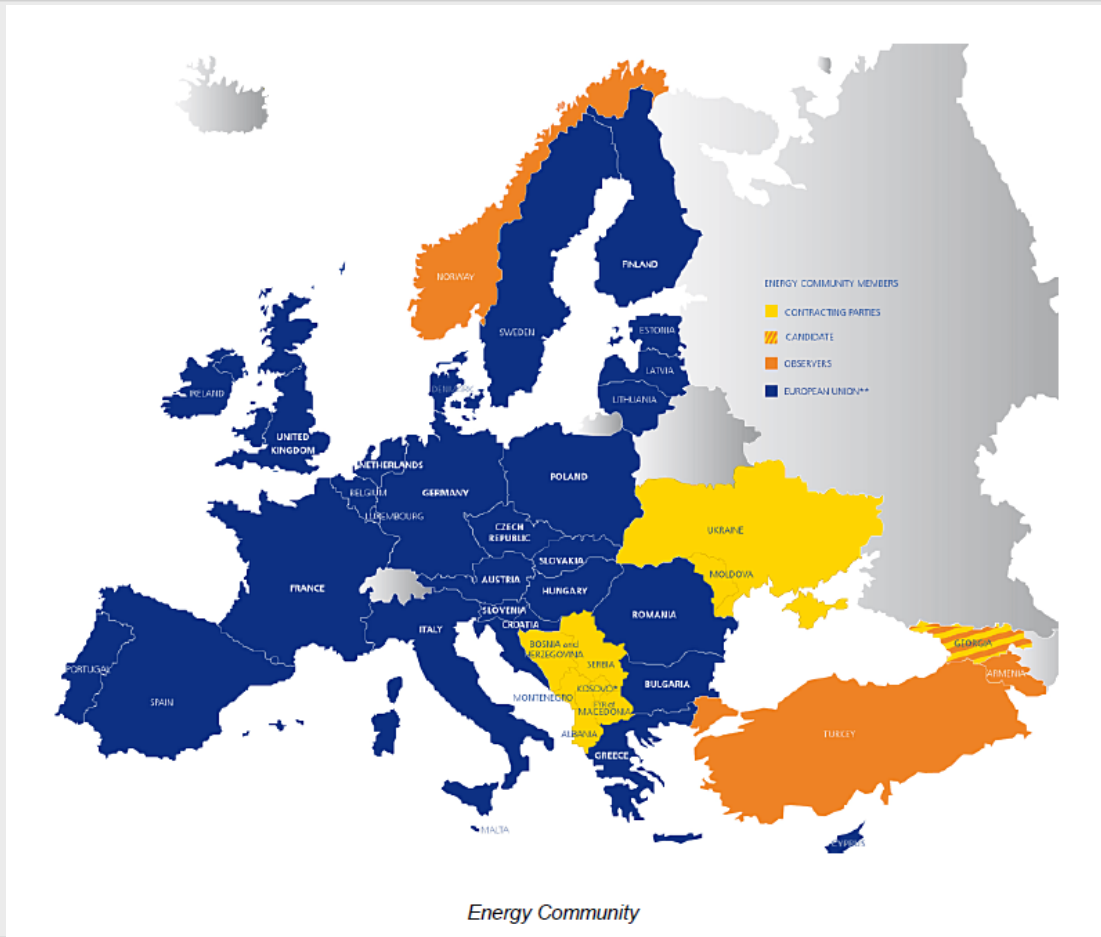 NORWAY
FINLAND
ENERGY COMMUNITY MEMBERS
CONTRACTING PARTIES
CANDIDATE
OBSERVERS
EUROPEAN UNION**
SWEDEN
ESTONIA
LATVIA
LITHUANIA
DENMARK
IRELAND
UNITED
KINGDOM
NETHERLANDS
BELGIUM
LUXEMBOURG
GERMANY
POLAND
CZECH
REPUBLIC
SLOVAKIA
UKRAINE
MOLDOVA
FRANCE
AUSTRIA
HUNGARY
SLOVENIA
CROATIA
ITALY
ROMANIA
BOSNIA and
HERZEGOVINA
SERBIA
KOSOVO*
MONTENEGRO
FYR of
MACEDONIA
ALBANIA
BULGARIA
GREECE
GEORGIA
ARMENIA
TURKEY
PORTUGAL
SPAIN
MALTA
CYPRUS
Energy Community